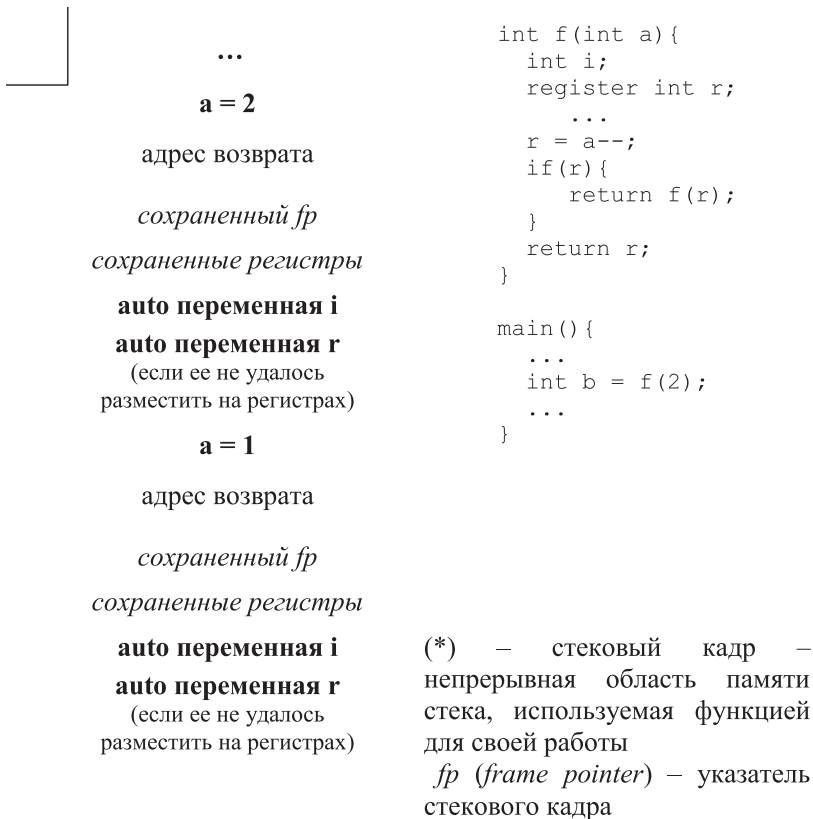 ...
a = 2
адрес возврата
сохраненный fp
сохраненные регистры
auto переменная i
auto переменная r
(если ее не удалось
разместить на регистрах)
a = 1
адрес возврата
сохраненный fp
сохраненные регистры
auto переменная i
auto переменная r
(если ее не удалось
разместить на регистрах)
int f(int a){
int i;
register int r;
...
r = a--;
if(r){
return f(r);
}
return r;
}
main(){
...
int b = f(2);
...
}
(*) – стековый кадр –
непрерывная область памяти
стека, используемая функцией
для своей работы
fp (frame pointer) – указатель
стекового кадра